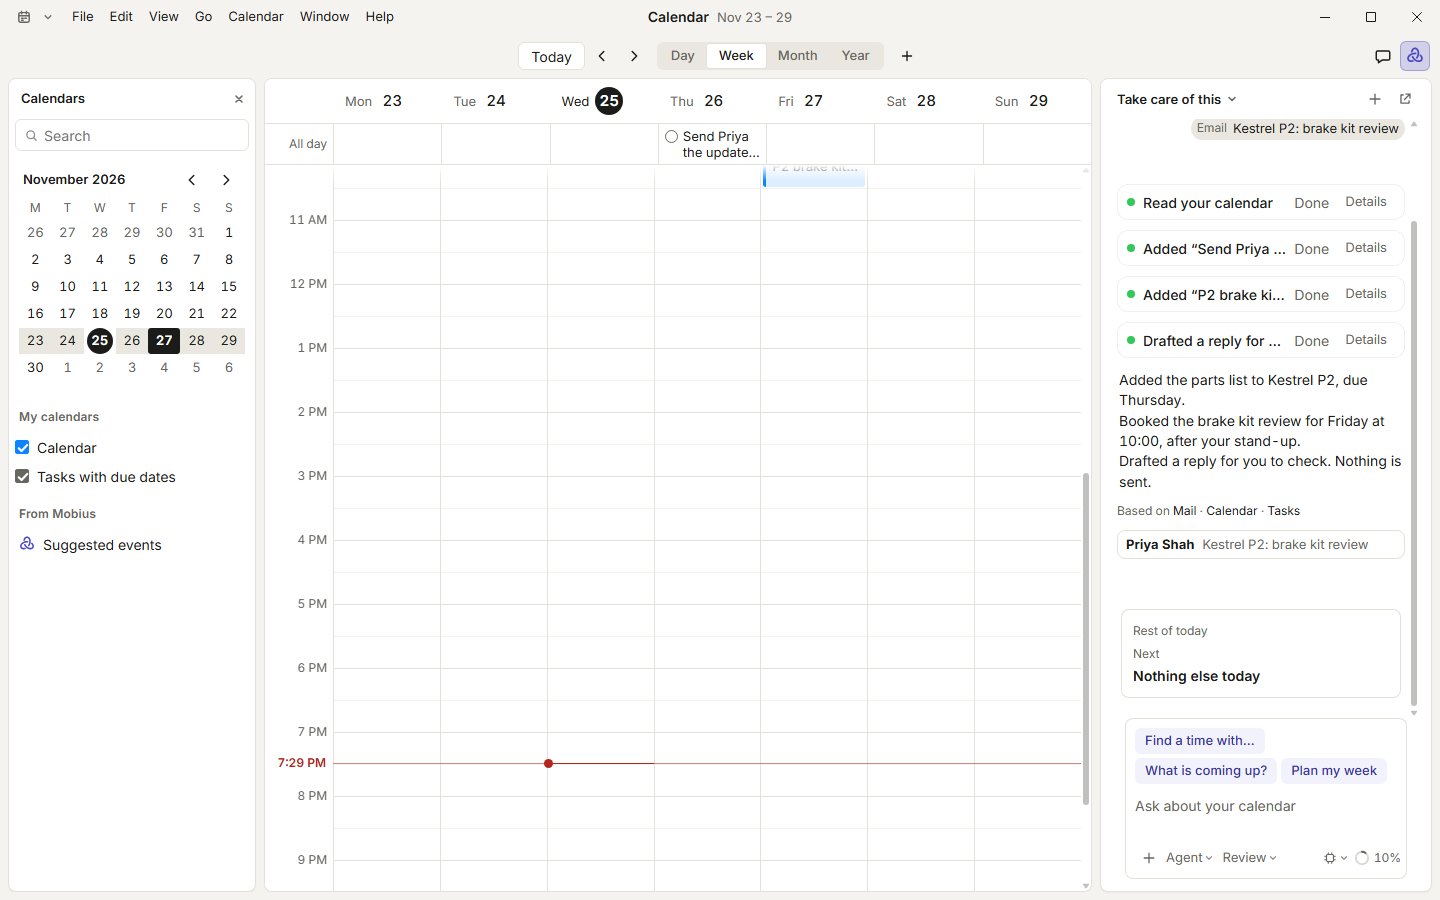 File Edit View Go Calendar Window Help
Calendar Nov 23 – 29
Today Day Week Month Year
Calendars
Search
November 2026
M T W T F S S
26 27 28 29 30 31 1
2 3 4 5 6 7 8
9 10 11 12 13 14 15
16 17 18 19 20 21 22
23 24 25 26 27 28 29
30 1 2 3 4 5 6
My calendars
Calendar
Tasks with due dates
From Mobius
Suggested events
Mon 23 Tue 24 Wed 25 Thu 26 Fri 27 Sat 28 Sun 29
All day
Send Priya
the update...
P2 brake kit...
11 AM
12 PM
1 PM
2 PM
3 PM
4 PM
5 PM
6 PM
7 PM
7:29 PM
8 PM
9 PM
Take care of this
Email Kestrel P2: brake kit review
Read your calendar Done Details
Added “Send Priya ... Done Details
Added “P2 brake ki... Done Details
Drafted a reply for ... Done Details
Added the parts list to Kestrel P2, due
Thursday.
Booked the brake kit review for Friday at
10:00, after your stand-up.
Drafted a reply for you to check. Nothing is
sent.
Based on Mail · Calendar · Tasks
Priya Shah Kestrel P2: brake kit review
Rest of today
Next
Nothing else today
Find a time with...
What is coming up? Plan my week
Ask about your calendar
Agent Review 10%